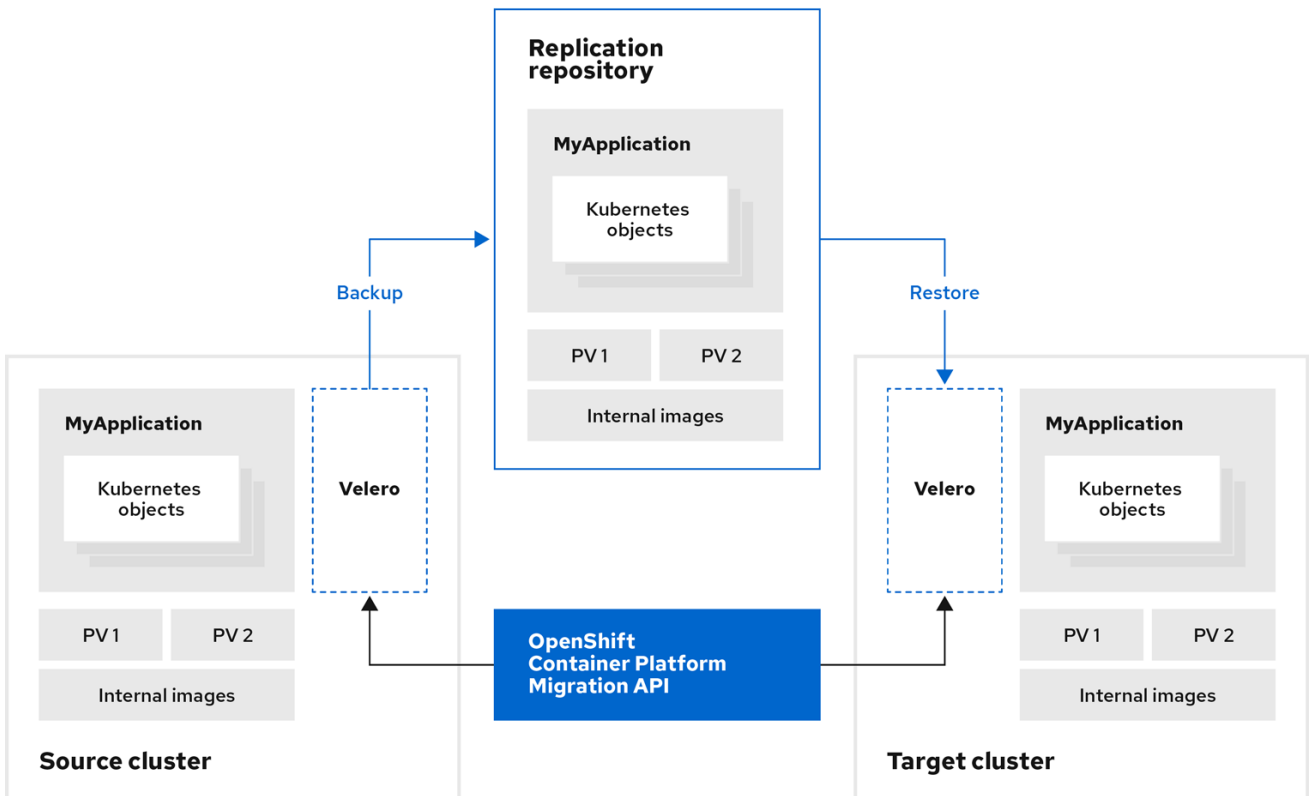 Replication
repository
MyApplication
Kubernetes
objects
PV 1
PV 2
Internal images
Backup
Restore
MyApplication
Kubernetes
objects
Velero
PV 1
PV 2
Internal images
Source cluster
OpenShift
Container Platform
Migration API
Velero
MyApplication
Kubernetes
objects
PV 1
PV 2
Internal images
Target cluster